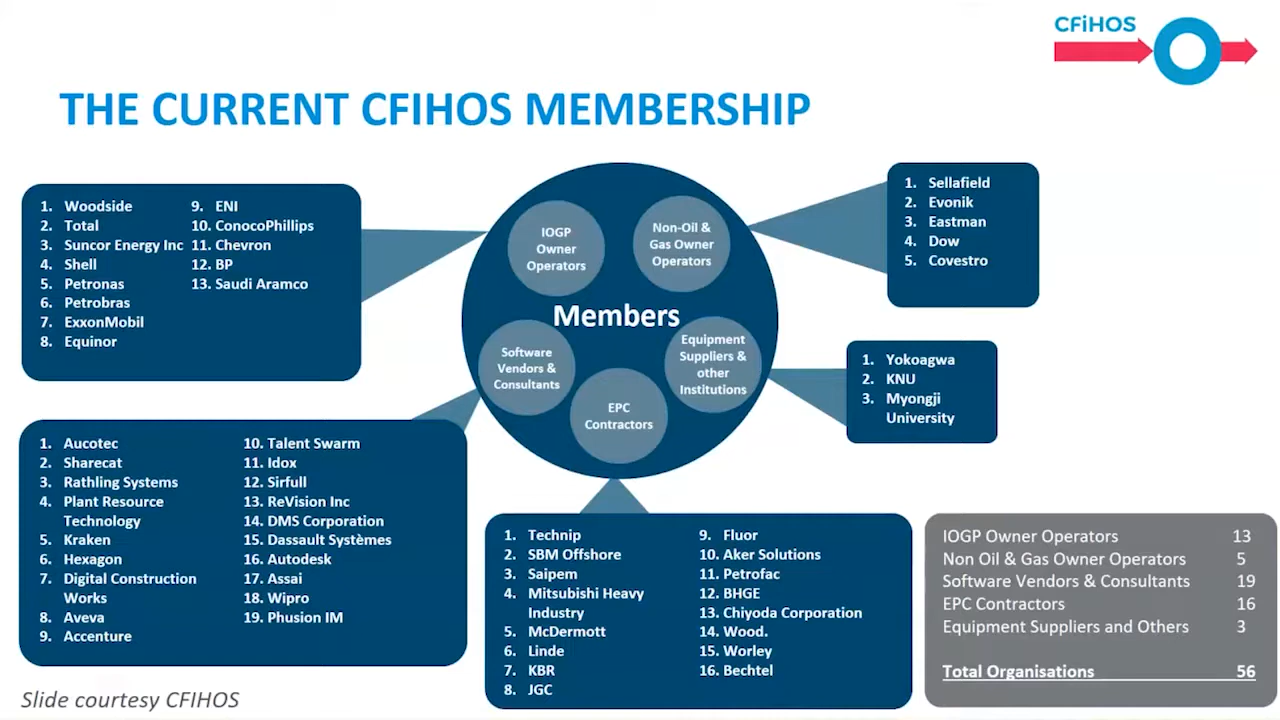 CFiHOS
THE CURRENT CFIHOS MEMBERSHIP
1. Woodside
2. Total
3. Suncor Energy Inc
4. Shell
5. Petronas
6. Petrobras
7. ExxonMobil
8. Equinor
9. ENI
10. ConocoPhillips
11. Chevron
12. BP
13. Saudi Aramco
IOGP
Owner
Operators
Non-Oil &
Gas Owner
Operators
Members
Software
Vendors &
Consultants
Equipment
Suppliers &
other
Institutions
EPC
Contractors
1. Sellafield
2. Evonik
3. Eastman
4. Dow
5. Covestro
1. Yokoagwa
2. KNU
3. Myongji
University
1. Aucotec
2. Sharecat
3. Rathling Systems
4. Plant Resource
Technology
5. Kraken
6. Hexagon
7. Digital Construction
Works
8. Aveva
9. Accenture
10. Talent Swarm
11. Idox
12. Sirfull
13. ReVision Inc
14. DMS Corporation
15. Dassault Systèmes
16. Autodesk
17. Assai
18. Wipro
19. Phusion IM
1. Technip
2. SBM Offshore
3. Saipem
4. Mitsubishi Heavy
Industry
5. McDermott
6. Linde
7. KBR
8. JGC
9. Fluor
10. Aker Solutions
11. Petrofac
12. BHGE
13. Chiyoda Corporation
14. Wood.
15. Worley
16. Bechtel
IOGP Owner Operators 13
Non Oil & Gas Owner Operators 5
Software Vendors & Consultants 19
EPC Contractors 16
Equipment Suppliers and Others 3
Total Organisations 56
Slide courtesy CFIHOS